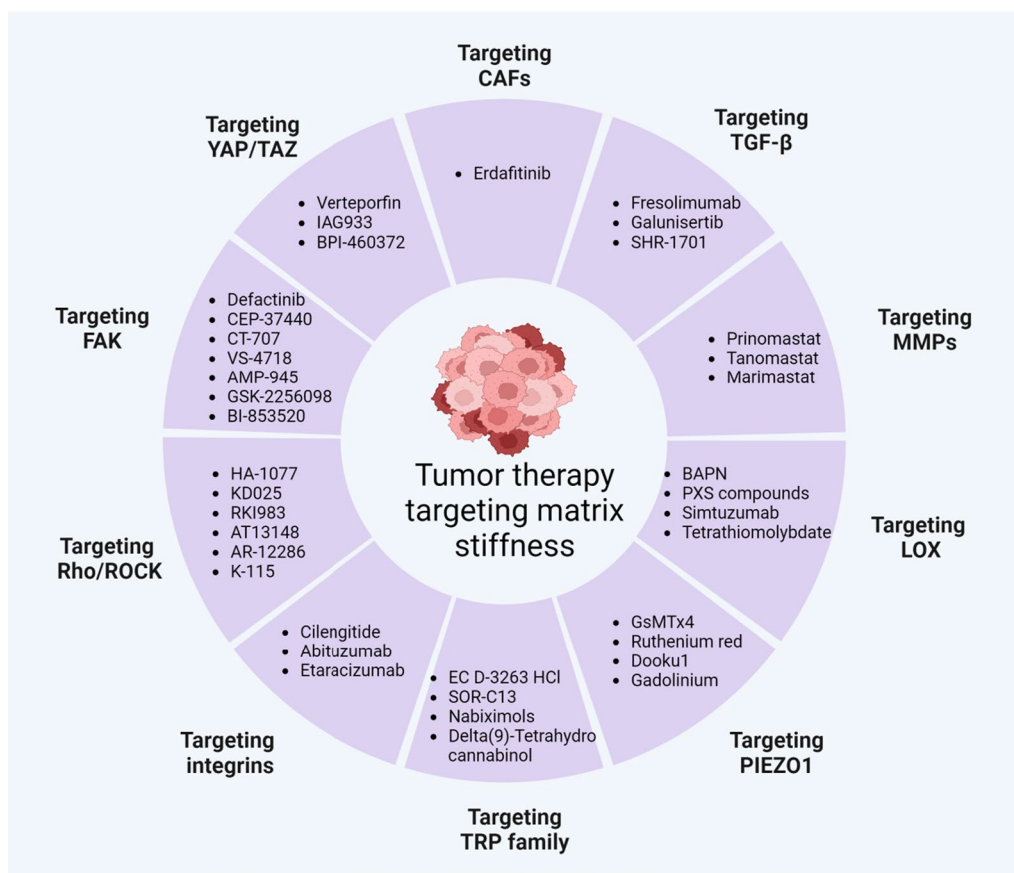 Targeting
CAFs
• Erdafitinib
Targeting
TGF-β
• Fresolimumab
• Galunisertib
• SHR-1701
Targeting
MMPs
• Prinomastat
• Tanomastat
• Marimastat
Targeting
LOX
• BAPN
• PXS compounds
• Simtuzumab
• Tetrathiomolybdate
Targeting
PIEZO1
• GsMTx4
• Ruthenium red
• Dooku1
• Gadolinium
Targeting
TRP family
• EC D-3263 HCl
• SOR-C13
• Nabiximols
• Delta(9)-Tetrahydro
cannabinol
Targeting
integrins
• Cilengitide
• Abituzumab
• Etaracizumab
Targeting
Rho/ROCK
• HA-1077
• KD025
• RKI983
• AT13148
• AR-12286
• K-115
Targeting
FAK
• Defactinib
• CEP-37440
• CT-707
• VS-4718
• AMP-945
• GSK-2256098
• BI-853520
Targeting
YAP/TAZ
• Verteporfin
• IAG933
• BPI-460372
Tumor therapy
targeting matrix
stiffness